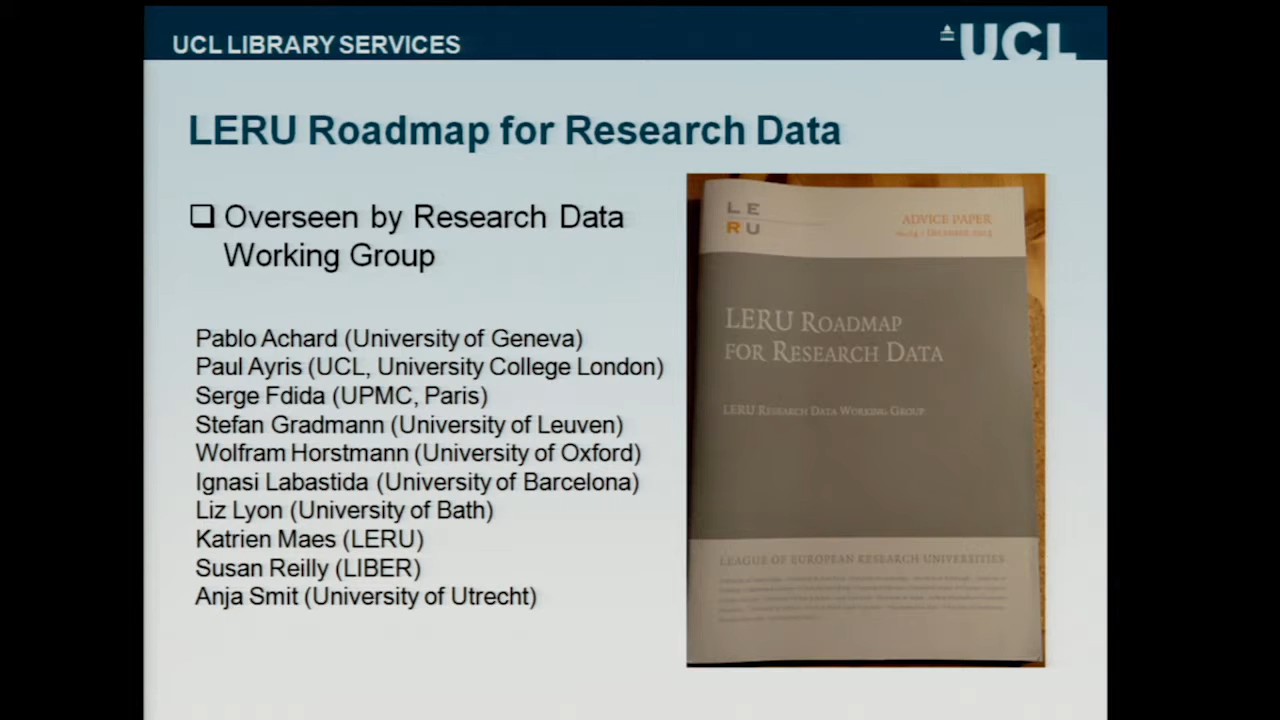 UCL LIBRARY SERVICES
UCL
LERU Roadmap for Research Data
Overseen by Research Data
Working Group
Pablo Achard (University of Geneva)
Paul Ayris (UCL, University College London)
Serge Fdida (UPMC, Paris)
Stefan Gradmann (University of Leuven)
Wolfram Horstmann (University of Oxford)
Ignasi Labastida (University of Barcelona)
Liz Lyon (University of Bath)
Katrien Maes (LERU)
Susan Reilly (LIBER)
Anja Smit (University of Utrecht)
LE
RU
ADVICE PAPER
LERU ROADMAP
FOR RESEARCH DATA
LERU RESEARCH DATA WORKING GROUP
LEAGUE OF EUROPEAN RESEARCH UNIVERSITIES